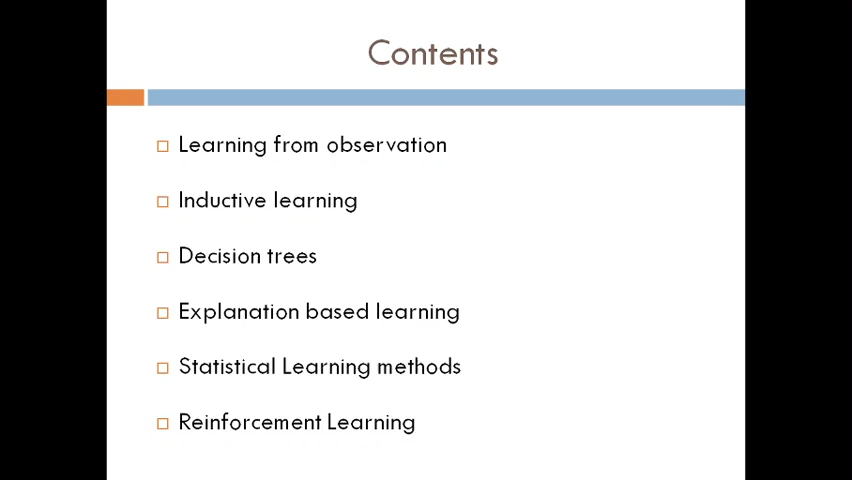 Contents
Learning from observation
Inductive learning
Decision trees
Explanation based learning
Statistical Learning methods
Reinforcement Learning